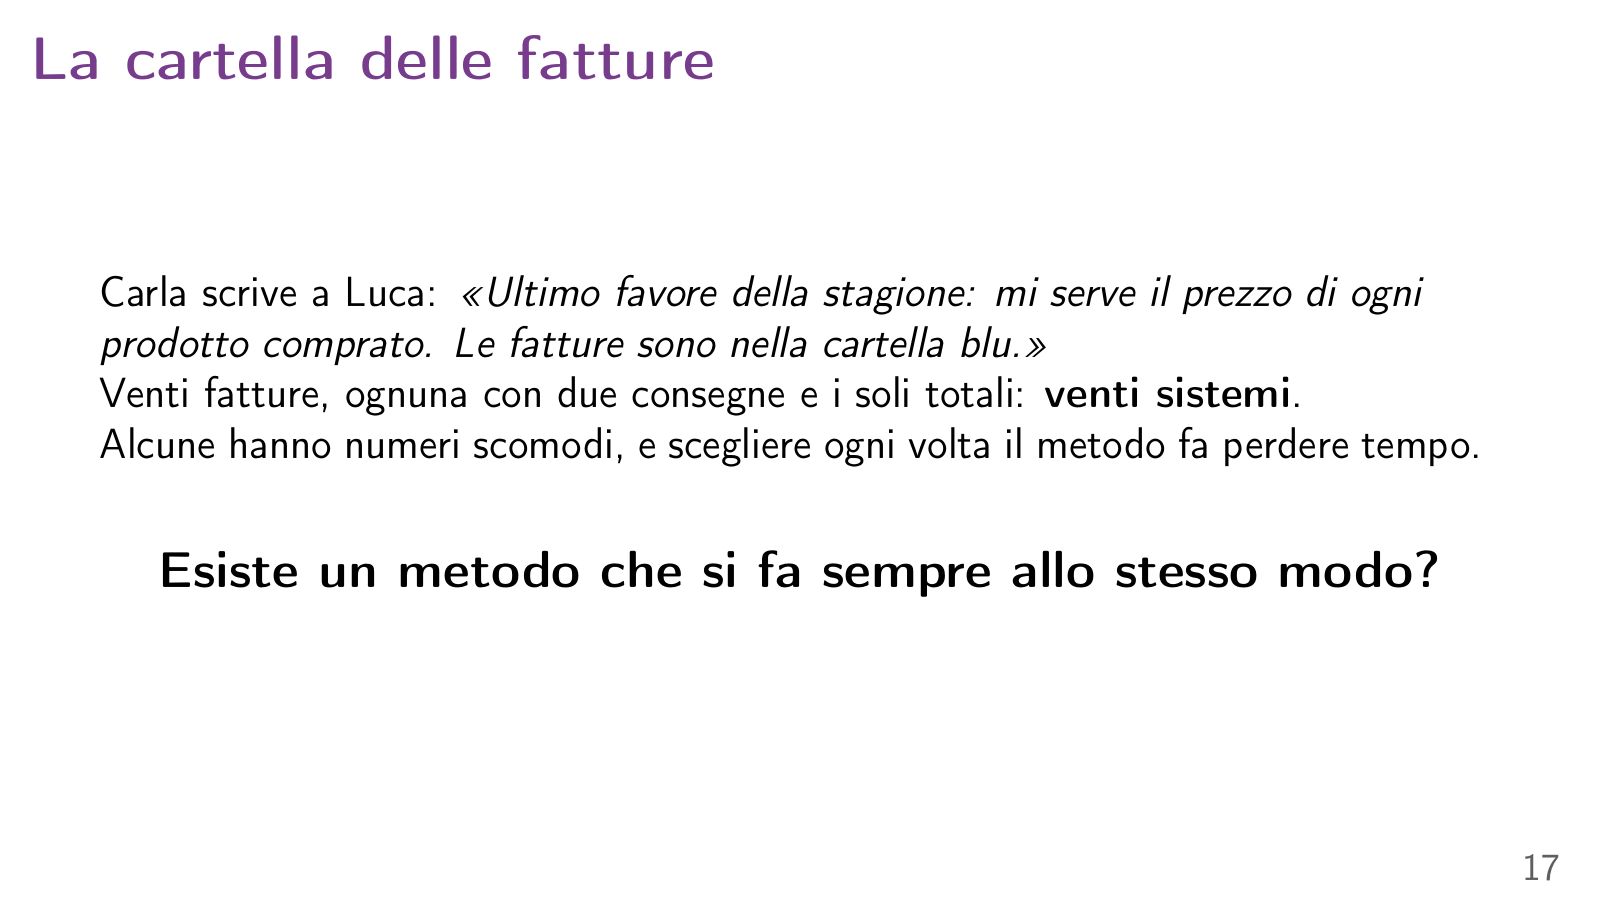 La cartella delle fatture
Carla scrive a Luca: «Ultimo favore della stagione: mi serve il prezzo di ogni
prodotto comprato. Le fatture sono nella cartella blu.»
Venti fatture, ognuna con due consegne e i soli totali: venti sistemi.
Alcune hanno numeri scomodi, e scegliere ogni volta il metodo fa perdere tempo.
Esiste un metodo che si fa sempre allo stesso modo?
17